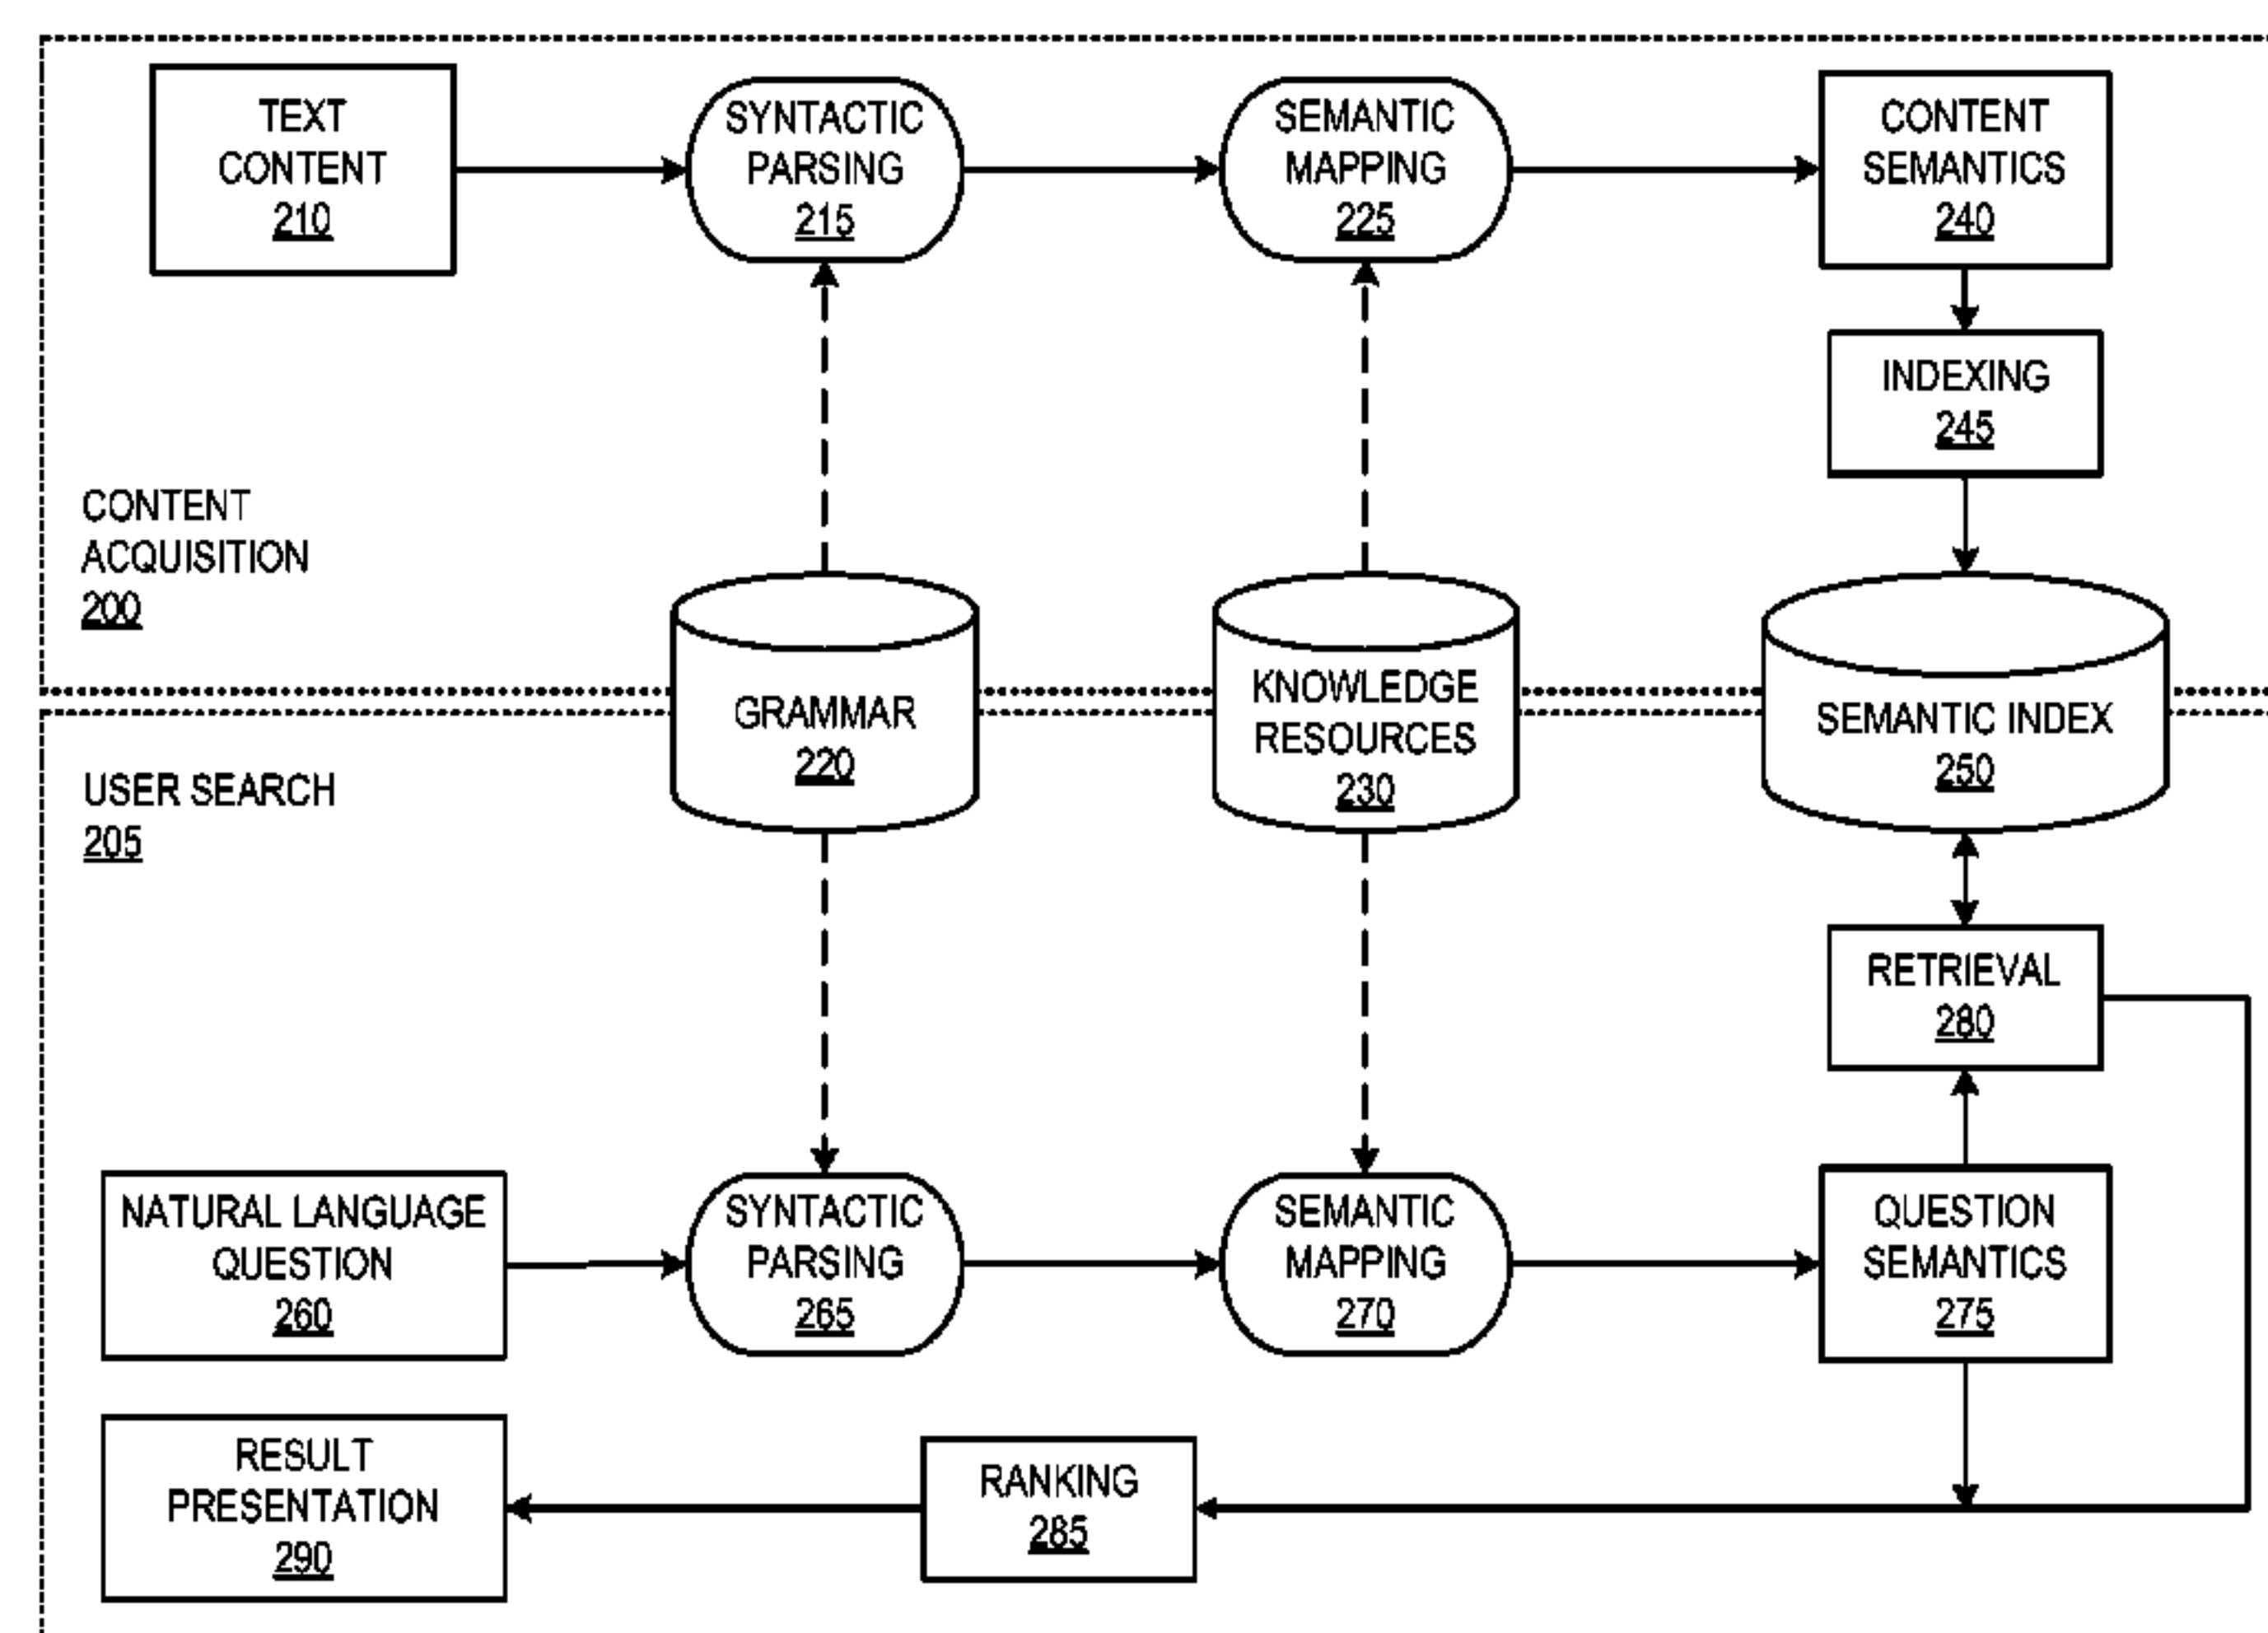 TEXT
CONTENT
210
SYNTACTIC
PARSING
215
SEMANTIC
MAPPING
225
CONTENT
SEMANTICS
240
INDEXING
245
CONTENT
ACQUISITION
200
GRAMMAR
220
KNOWLEDGE
RESOURCES
230
SEMANTIC INDEX
250
USER SEARCH
205
RETRIEVAL
280
NATURAL LANGUAGE
QUESTION
260
SYNTACTIC
PARSING
265
SEMANTIC
MAPPING
270
QUESTION
SEMANTICS
275
RESULT
PRESENTATION
290
RANKING
285